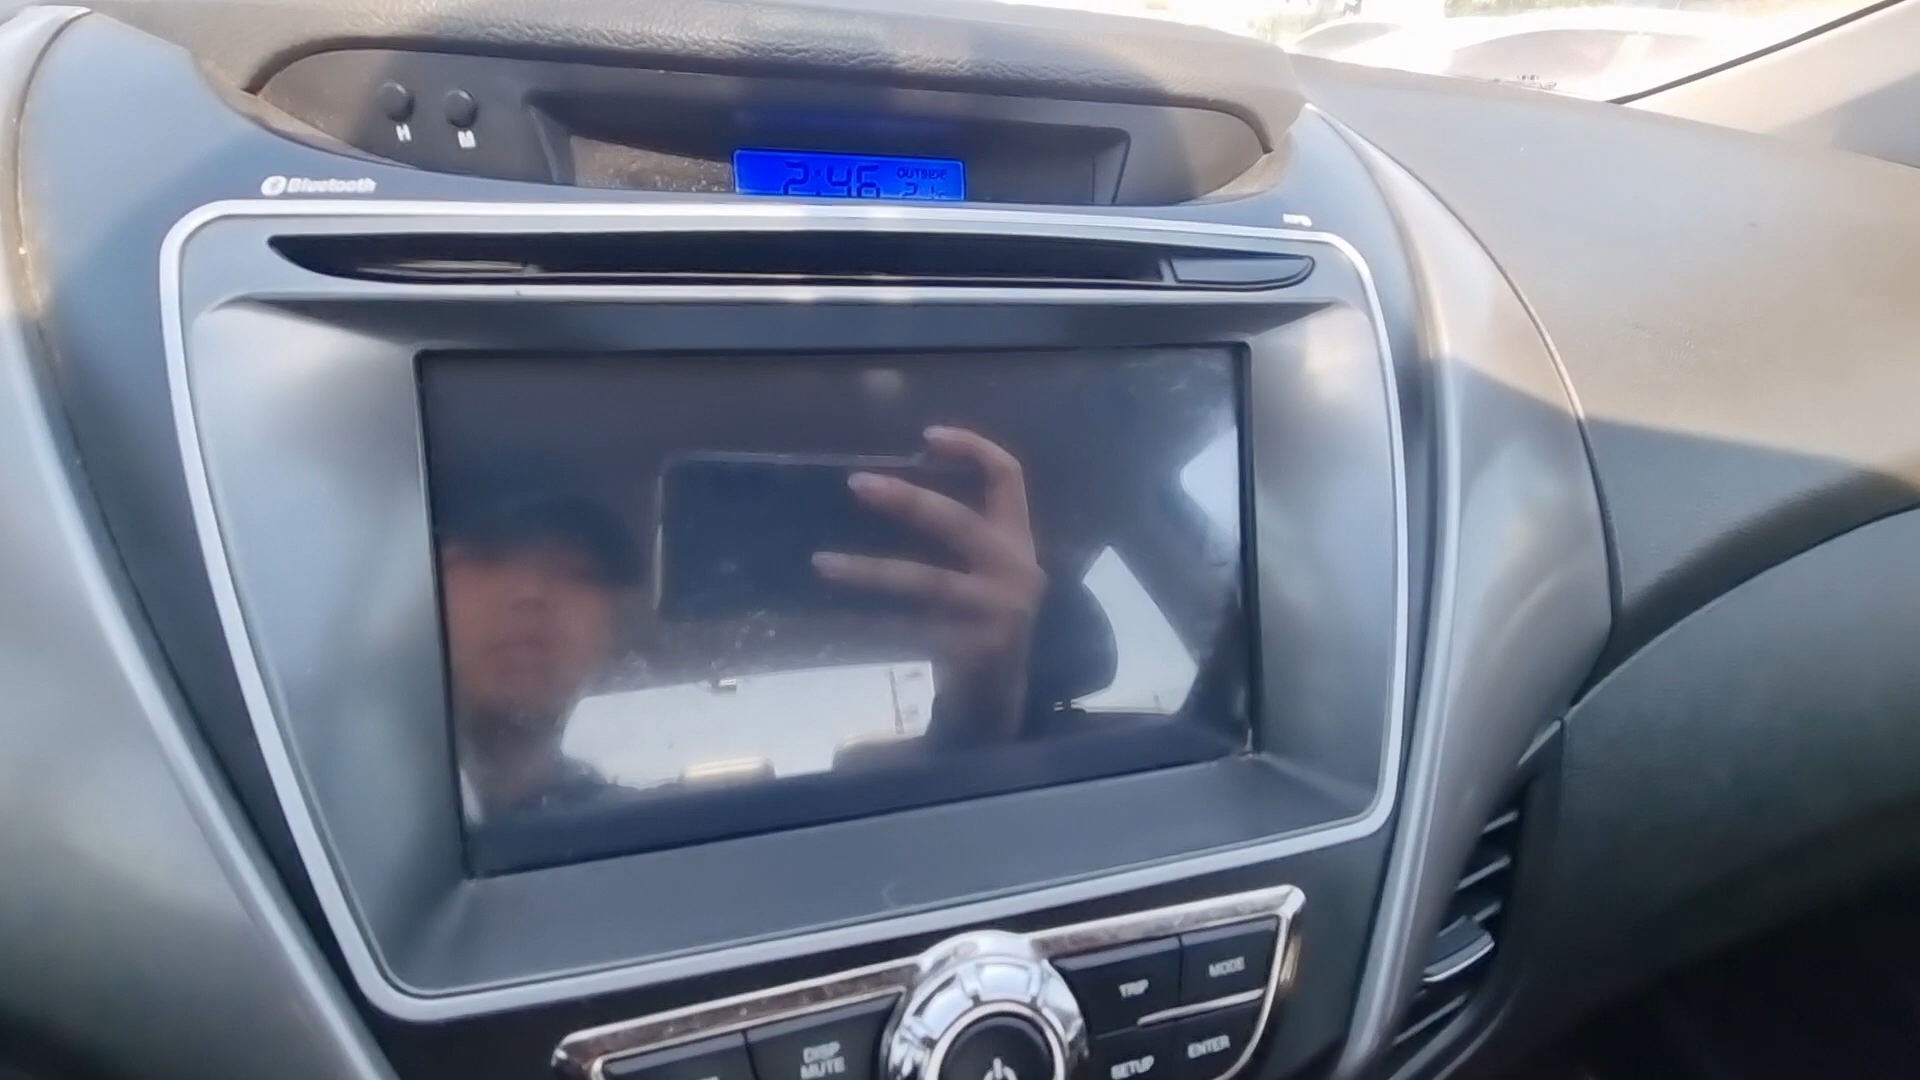 H M
Bluetooth
2:46 OUTSIDE
TRIP MODE
DISP MUTE
SETUP ENTER